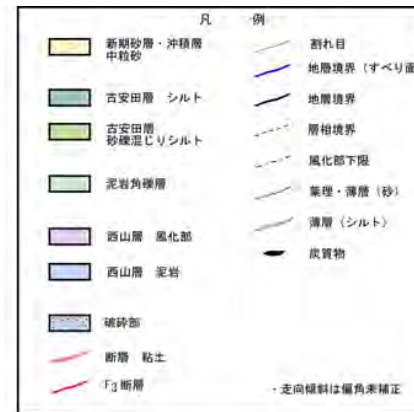 凡 例
新期砂層・沖積層
中粒砂
古安田層 シルト
古安田層
砂礫混じりシルト
泥岩角礫層
西山層 風化部
西山層 泥岩
破砕部
断層 粘土
F3断層
割れ目
地層境界（すべり面
地層境界
層相境界
風化部下限
葉理・薄層（砂）
薄層（シルト）
炭質物
・走向傾斜は偏角未補正